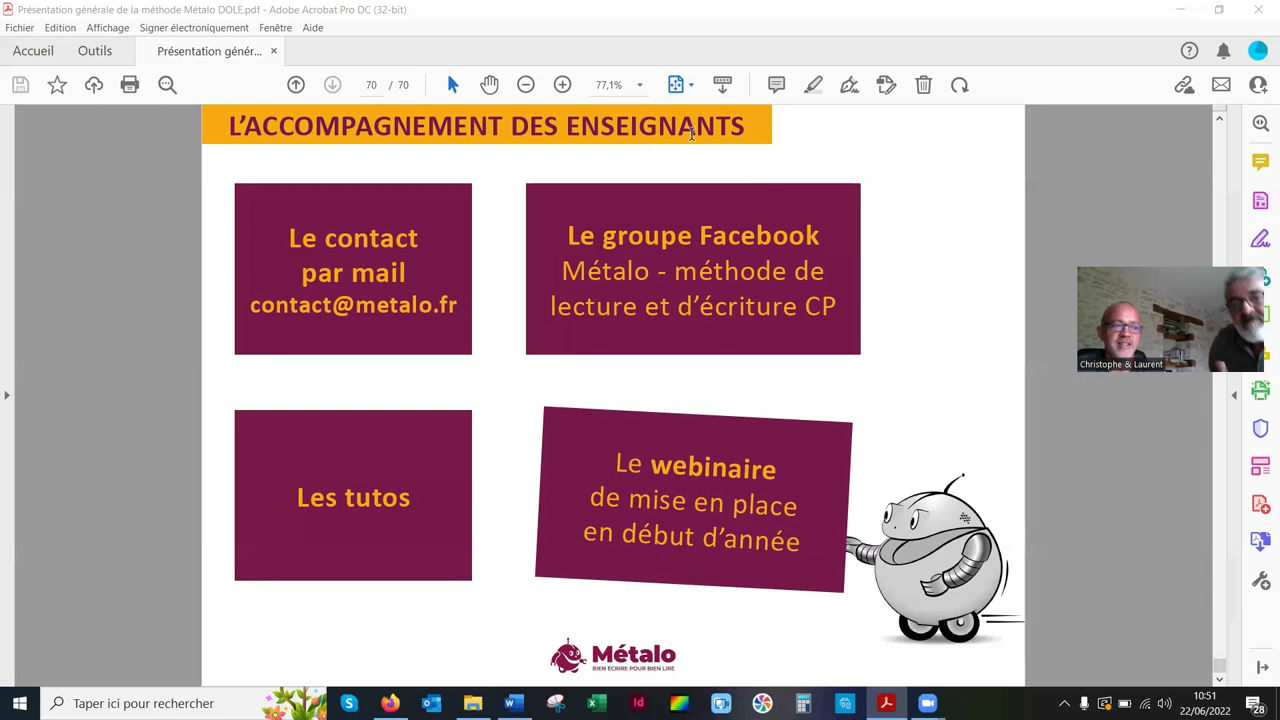 Présentation générale de la méthode Métalo DOLE.pdf - Adobe Acrobat Pro DC (32-bit)
Fichier Edition Affichage Signer électroniquement Fenêtre Aide
Accueil Outils Présentation génér... ×
70 / 70 77,1%
L'ACCOMPAGNEMENT DES ENSEIGNANTS
Le contact
par mail
contact@metalo.fr
Le groupe Facebook
Métalo - méthode de
lecture et d'écriture CP
Christophe & Laurent
Les tutos
Le webinaire
de mise en place
en début d'année
Métalo
BIEN ÉCRIRE POUR BIEN LIRE
Tapez ici pour rechercher
10:51
22/06/2022
28